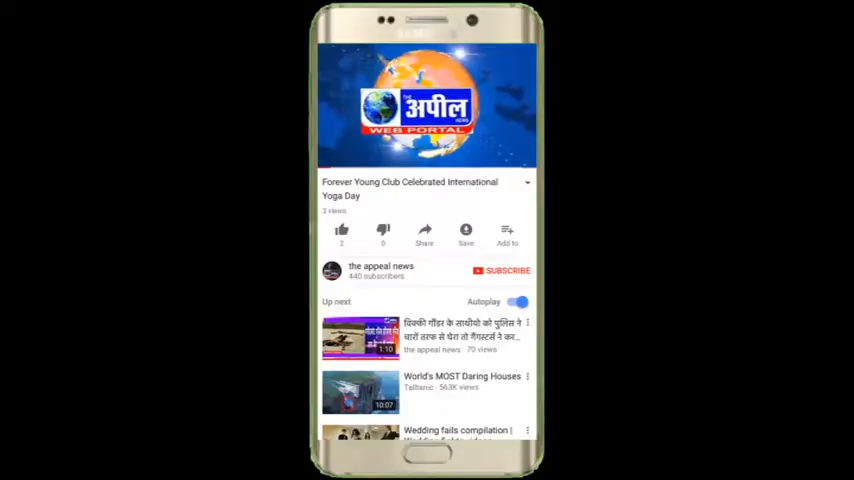 THE
अपील
NEWS
WEB PORTAL
Forever Young Club Celebrated International
Yoga Day
3 views
2
0
Share
Save
Add to
the appeal news
440 subscribers
SUBSCRIBE
Up next
Autoplay
1:10
विक्की गौंडर के साथीयो को पुलिस ने
चारों तरफ से घेरा तो गैंगस्टर्स ने कर...
the appeal news · 70 views
10:07
World's MOST Daring Houses
Talltanic · 563K views
Wedding fails compilation |